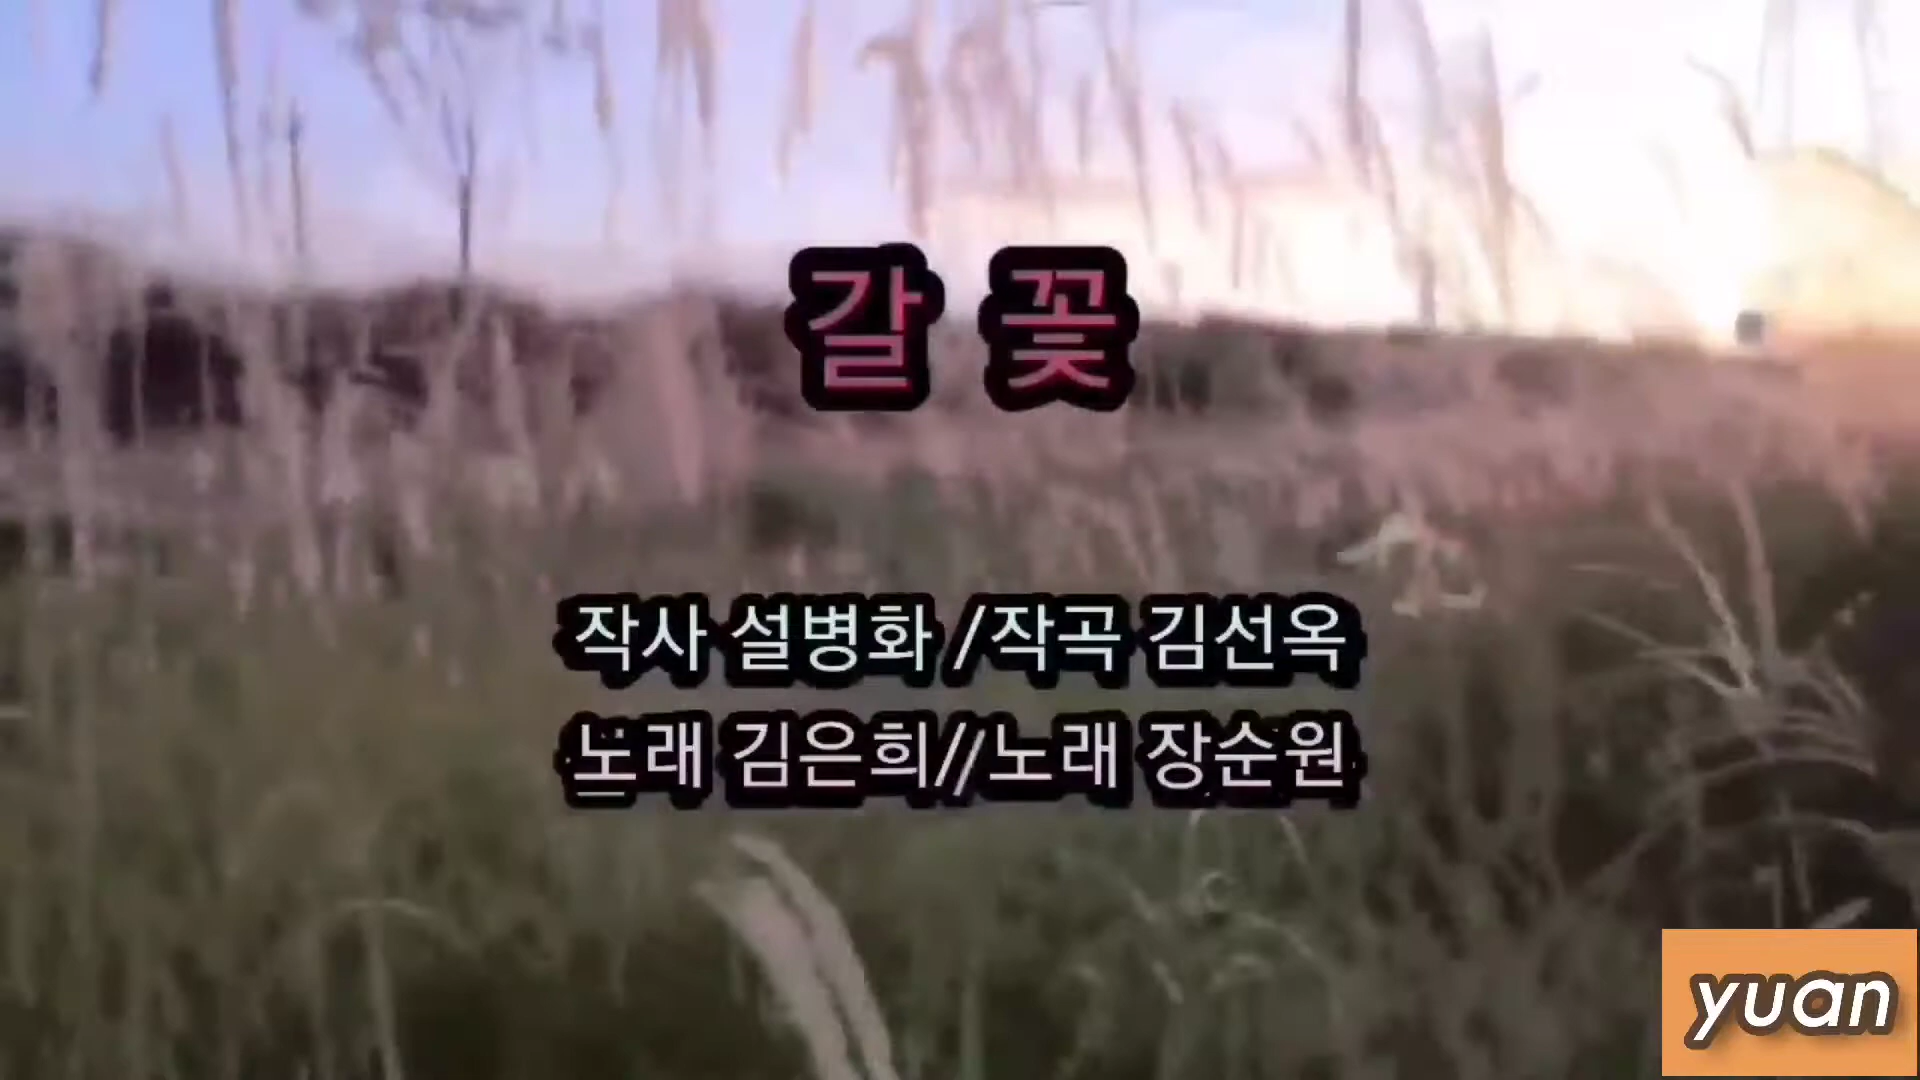 갈 꽃
작사 설병화 /작곡 김선옥
노래 김은희//노래 장순원
yuan